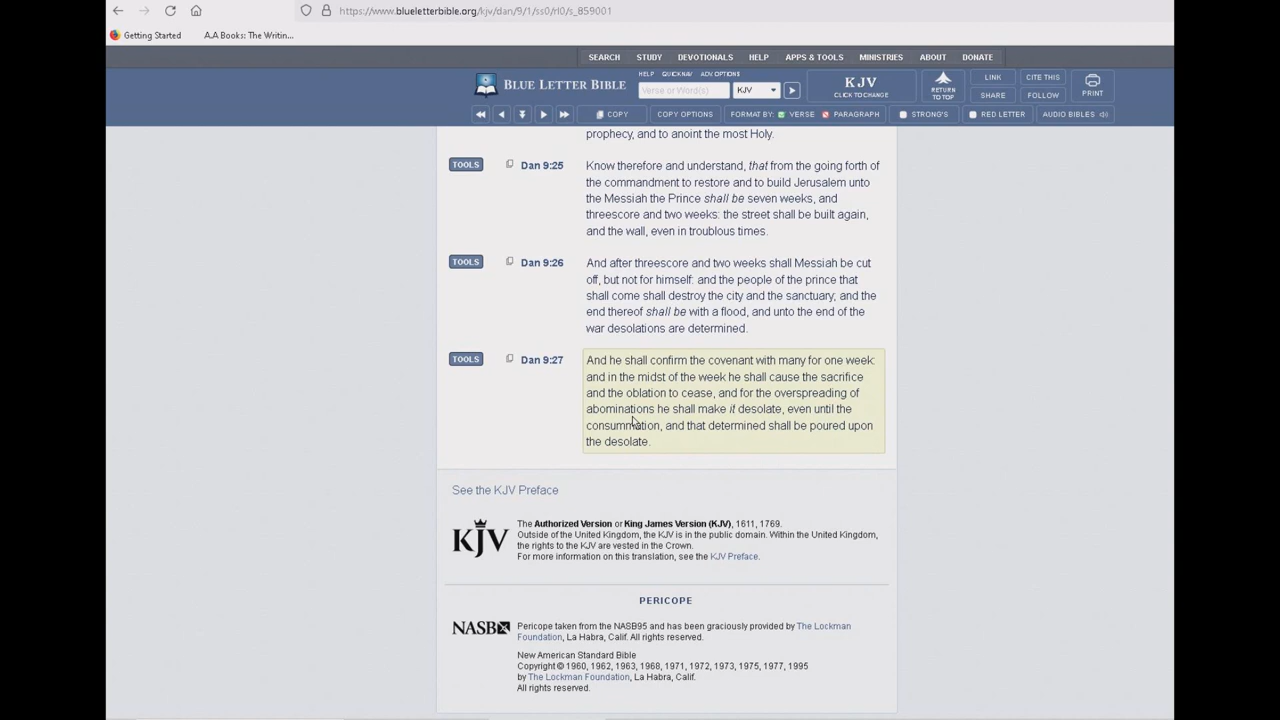 https://www.blueletterbible.org/kjv/dan/9/1/ss0/rl0/s_859001
Getting Started
A.A Books: The Writin...
SEARCH STUDY DEVOTIONALS HELP APPS & TOOLS MINISTRIES ABOUT DONATE
HELP QUICKNAV ADV. OPTIONS
BLUE LETTER BIBLE
Verse or Word(s)
KJV
KJV
CLICK TO CHANGE
RETURN
TO TOP
LINK
CITE THIS
SHARE
FOLLOW
PRINT
COPY
COPY OPTIONS
FORMAT BY: VERSE PARAGRAPH
STRONG'S
RED LETTER
AUDIO BIBLES
prophecy, and to anoint the most Holy.
TOOLS
Dan 9:25
Know therefore and understand, that from the going forth of
the commandment to restore and to build Jerusalem unto
the Messiah the Prince shall be seven weeks, and
threescore and two weeks: the street shall be built again,
and the wall, even in troublous times.
TOOLS
Dan 9:26
And after threescore and two weeks shall Messiah be cut
off, but not for himself: and the people of the prince that
shall come shall destroy the city and the sanctuary; and the
end thereof shall be with a flood, and unto the end of the
war desolations are determined.
TOOLS
Dan 9:27
And he shall confirm the covenant with many for one week:
and in the midst of the week he shall cause the sacrifice
and the oblation to cease, and for the overspreading of
abominations he shall make it desolate, even until the
consummation, and that determined shall be poured upon
the desolate.
See the KJV Preface
KJV
The Authorized Version or King James Version (KJV), 1611, 1769.
Outside of the United Kingdom, the KJV is in the public domain. Within the United Kingdom,
the rights to the KJV are vested in the Crown.
For more information on this translation, see the KJV Preface.
PERICOPE
NASB
Pericope taken from the NASB95 and has been graciously provided by The Lockman
Foundation, La Habra, Calif. All rights reserved.
New American Standard Bible
Copyright © 1960, 1962, 1963, 1968, 1971, 1972, 1973, 1975, 1977, 1995
by The Lockman Foundation, La Habra, Calif.
All rights reserved.